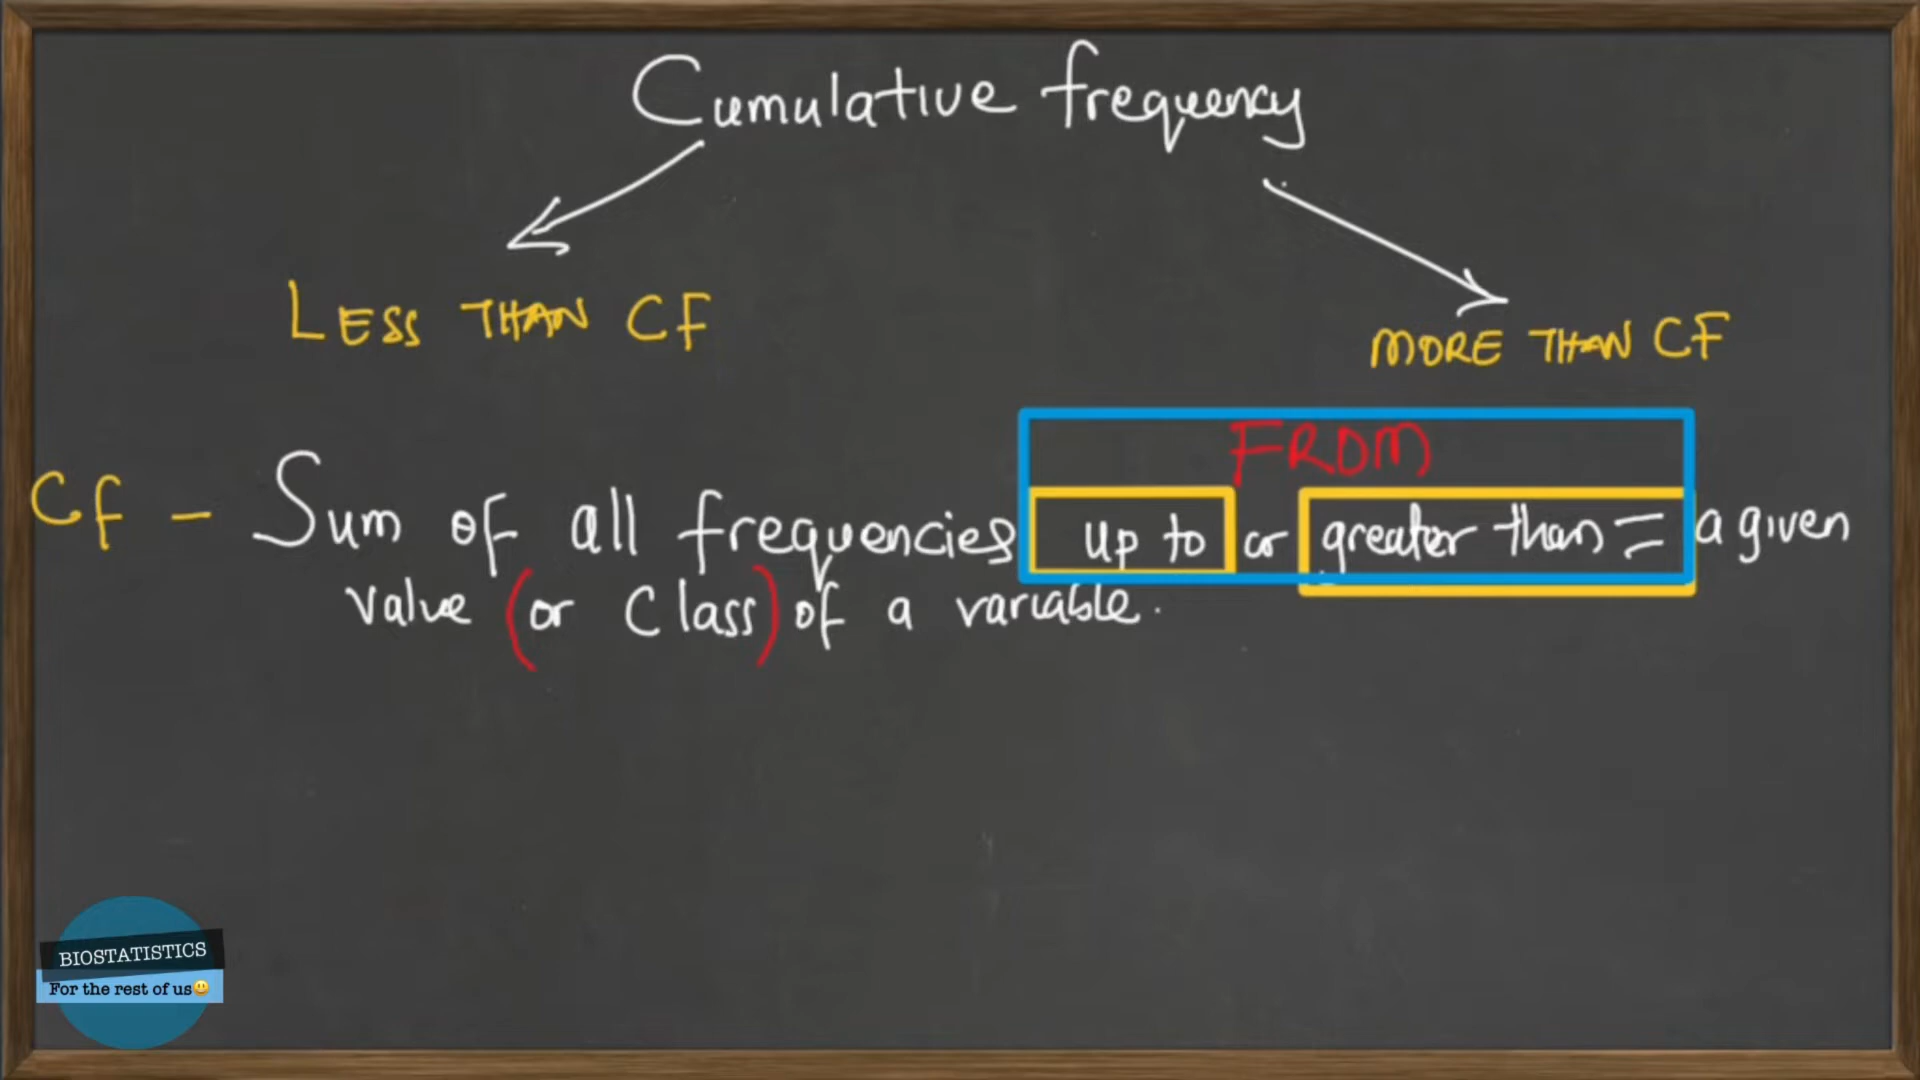 Cumulative frequency
LESS THAN CF
MORE THAN CF
FROM
Cf - Sum of all frequencies up to or greater than = a given
value (or Class) of a variable.
BIOSTATISTICS
For the rest of us😃